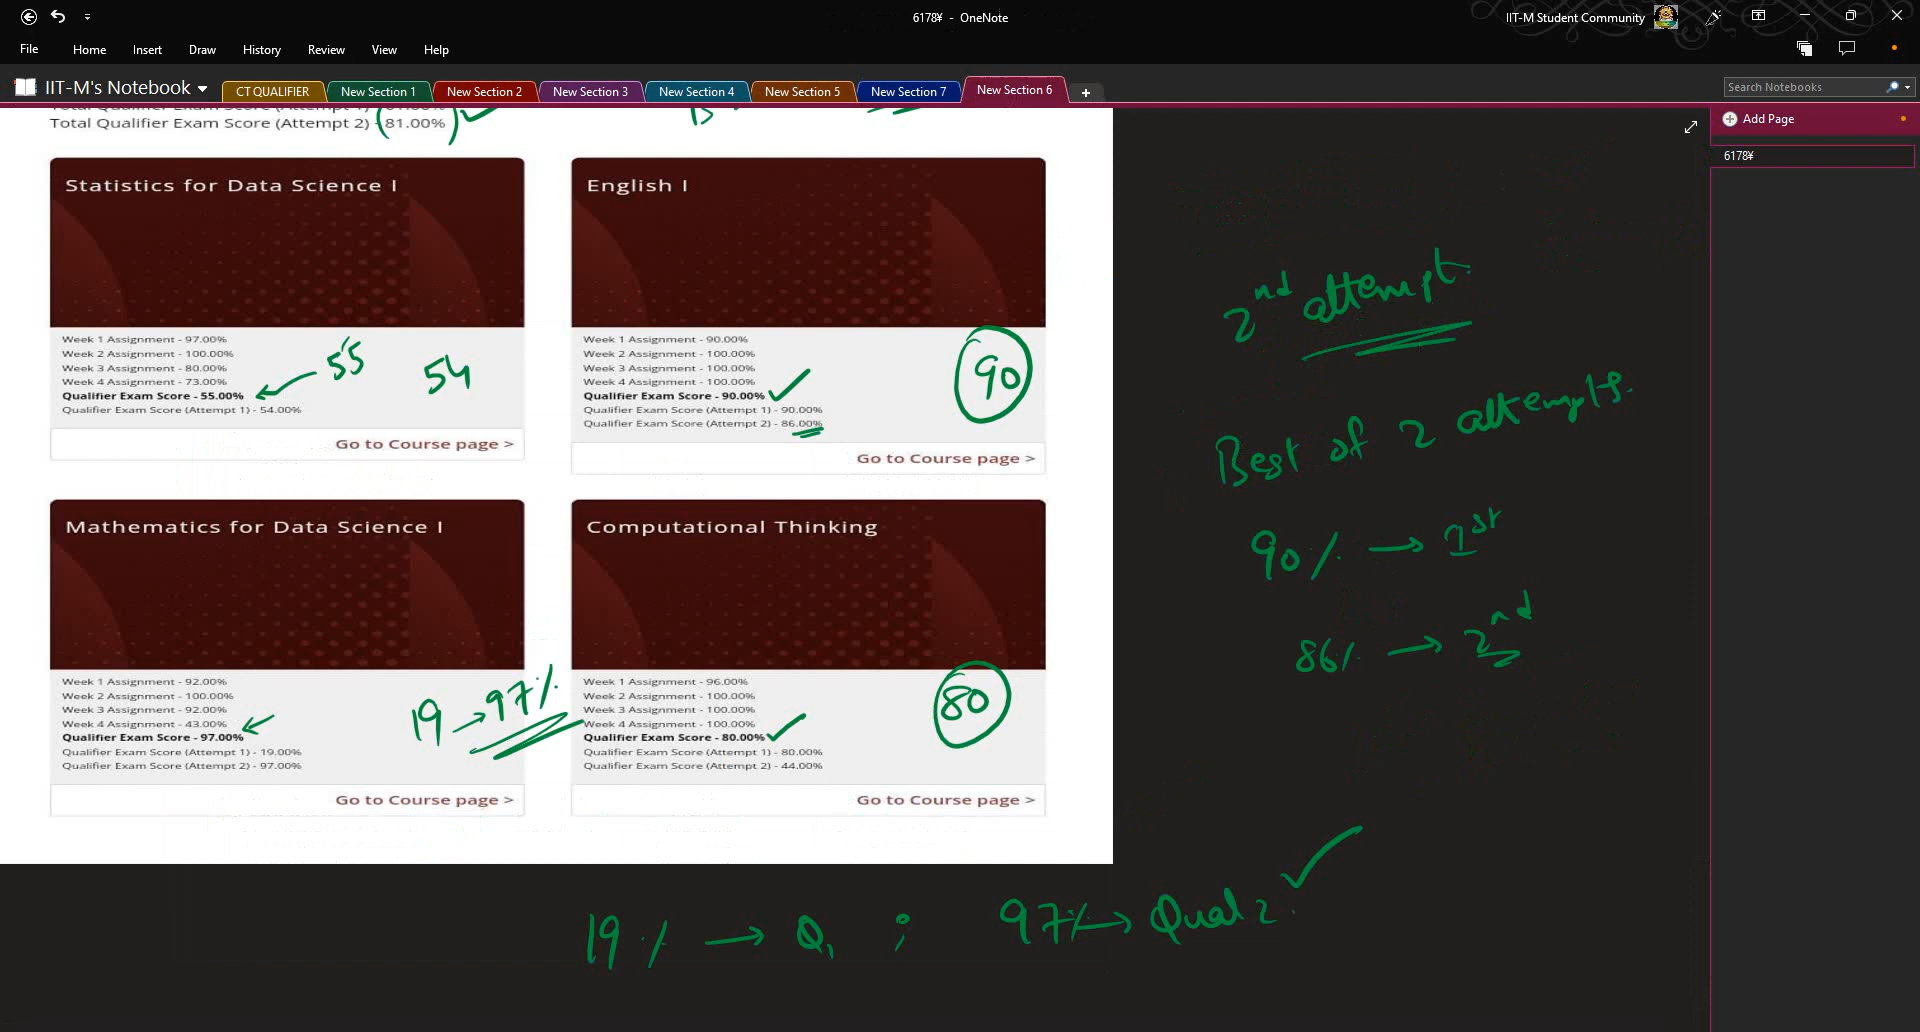 6178¥ - OneNote
IIT-M Student Community
File Home Insert Draw History Review View Help
IIT-M's Notebook
CT QUALIFIER
New Section 1
New Section 2
New Section 3
New Section 4
New Section 5
New Section 7
New Section 6
+
Search Notebooks
Add Page
6178¥
Total Qualifier Exam Score (Attempt 2) - 81.00%
Statistics for Data Science I
Week 1 Assignment - 97.00%
Week 2 Assignment - 100.00%
Week 3 Assignment - 80.00%
Week 4 Assignment - 73.00%
Qualifier Exam Score - 55.00%
Qualifier Exam Score (Attempt 1) - 54.00%
55
54
Go to Course page >
English I
Week 1 Assignment - 90.00%
Week 2 Assignment - 100.00%
Week 3 Assignment - 100.00%
Week 4 Assignment - 100.00%
Qualifier Exam Score - 90.00%
Qualifier Exam Score (Attempt 1) - 90.00%
Qualifier Exam Score (Attempt 2) - 86.00%
90
Go to Course page >
Mathematics for Data Science I
Week 1 Assignment - 92.00%
Week 2 Assignment - 100.00%
Week 3 Assignment - 92.00%
Week 4 Assignment - 43.00%
Qualifier Exam Score - 97.00%
Qualifier Exam Score (Attempt 1) - 19.00%
Qualifier Exam Score (Attempt 2) - 97.00%
19 → 97%
Go to Course page >
Computational Thinking
Week 1 Assignment - 96.00%
Week 2 Assignment - 100.00%
Week 3 Assignment - 100.00%
Week 4 Assignment - 100.00%
Qualifier Exam Score - 80.00%
Qualifier Exam Score (Attempt 1) - 80.00%
Qualifier Exam Score (Attempt 2) - 44.00%
80
Go to Course page >
2nd attempt
Best of 2 attempts.
90% → 1st
86% → 2nd
19% → Q1 ; 97% → Qual 2.